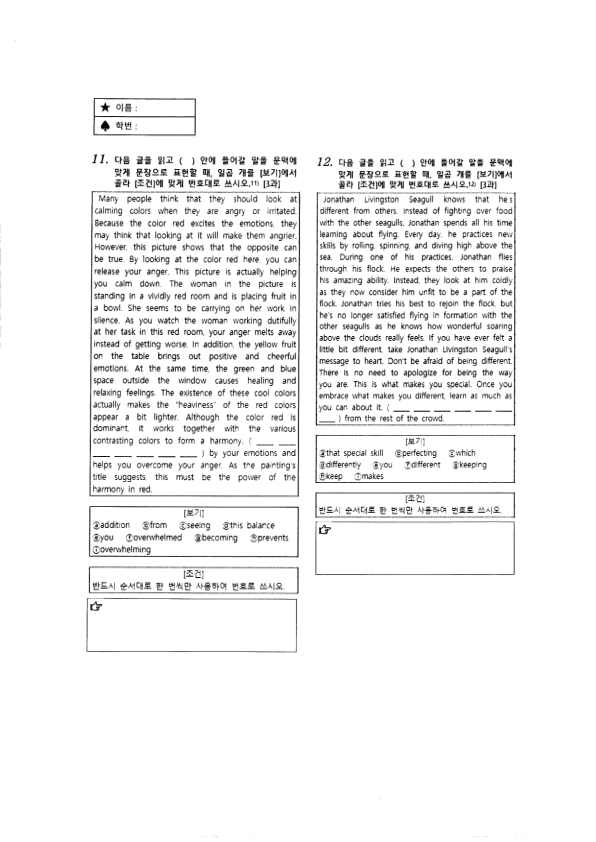 ★ 이름 :
♠ 학번 :
11. 다음 글을 읽고 ( ) 안에 들어갈 말을 문맥에
맞게 문장으로 표현할 때, 일곱 개를 [보기]에서
골라 [조건]에 맞게 번호대로 쓰시오.11) [3과]
Many people think that they should look at
calming colors when they are angry or irritated.
Because the color red excites the emotions, they
may think that looking at it will make them angrier.
However, this picture shows that the opposite can
be true. By looking at the color red here, you can
release your anger. This picture is actually helping
you calm down. The woman in the picture is
standing in a vividly red room and is placing fruit in
a bowl. She seems to be carrying on her work in
silence. As you watch the woman working dutifully
at her task in this red room, your anger melts away
instead of getting worse. In addition, the yellow fruit
on the table brings out positive and cheerful
emotions. At the same time, the green and blue
space outside the window causes healing and
relaxing feelings. The existence of these cool colors
actually makes the "heaviness" of the red colors
appear a bit lighter. Although the color red is
dominant, it works together with the various
contrasting colors to form a harmony. ( ___ ___
___ ___ ___ ___ ___ ) by your emotions and
helps you overcome your anger. As the painting's
title suggests, this must be the power of the
harmony in red.
[보기]
ⓐaddition ⓑfrom ⓒseeing ⓓthis balance
ⓔyou ⓕoverwhelmed ⓖbecoming ⓗprevents
ⓘoverwhelming
[조건]
반드시 순서대로 한 번씩만 사용하여 번호로 쓰시오.
☞
12. 다음 글을 읽고 ( ) 안에 들어갈 말을 문맥에
맞게 문장으로 표현할 때, 일곱 개를 [보기]에서
골라 [조건]에 맞게 번호대로 쓰시오.12) [3과]
Jonathan Livingston Seagull knows that he's
different from others. Instead of fighting over food
with the other seagulls, Jonathan spends all his time
learning about flying. Every day, he practices new
skills by rolling, spinning, and diving high above the
sea. During one of his practices, Jonathan flies
through his flock. He expects the others to praise
his amazing ability. Instead, they look at him coldly
as they now consider him unfit to be a part of the
flock. Jonathan tries his best to rejoin the flock, but
he's no longer satisfied flying in formation with the
other seagulls as he knows how wonderful soaring
above the clouds really feels. If you have ever felt a
little bit different, take Jonathan Livingston Seagull's
message to heart. Don't be afraid of being different.
There is no need to apologize for being the way
you are. This is what makes you special. Once you
embrace what makes you different, learn as much as
you can about it, ( ___ ___ ___ ___ ___ ___
___ ) from the rest of the crowd.
[보기]
ⓐthat special skill ⓑperfecting ⓒwhich
ⓓdifferently ⓔyou ⓕdifferent ⓖkeeping
ⓗkeep ⓘmakes
[조건]
반드시 순서대로 한 번씩만 사용하여 번호로 쓰시오.
☞